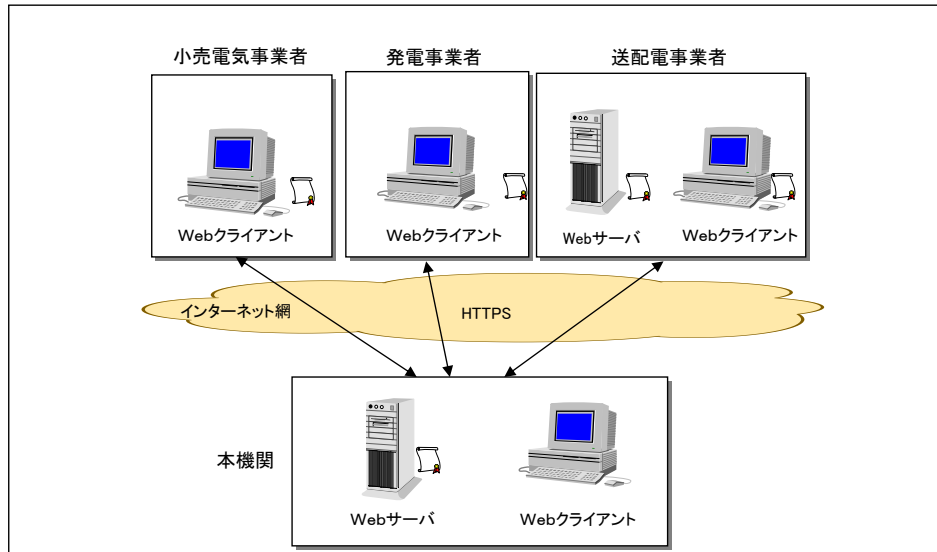 小売電気事業者
発電事業者
送配電事業者
Webクライアント
Webクライアント
Webサーバ
Webクライアント
インターネット網
HTTPS
本機関
Webサーバ
Webクライアント